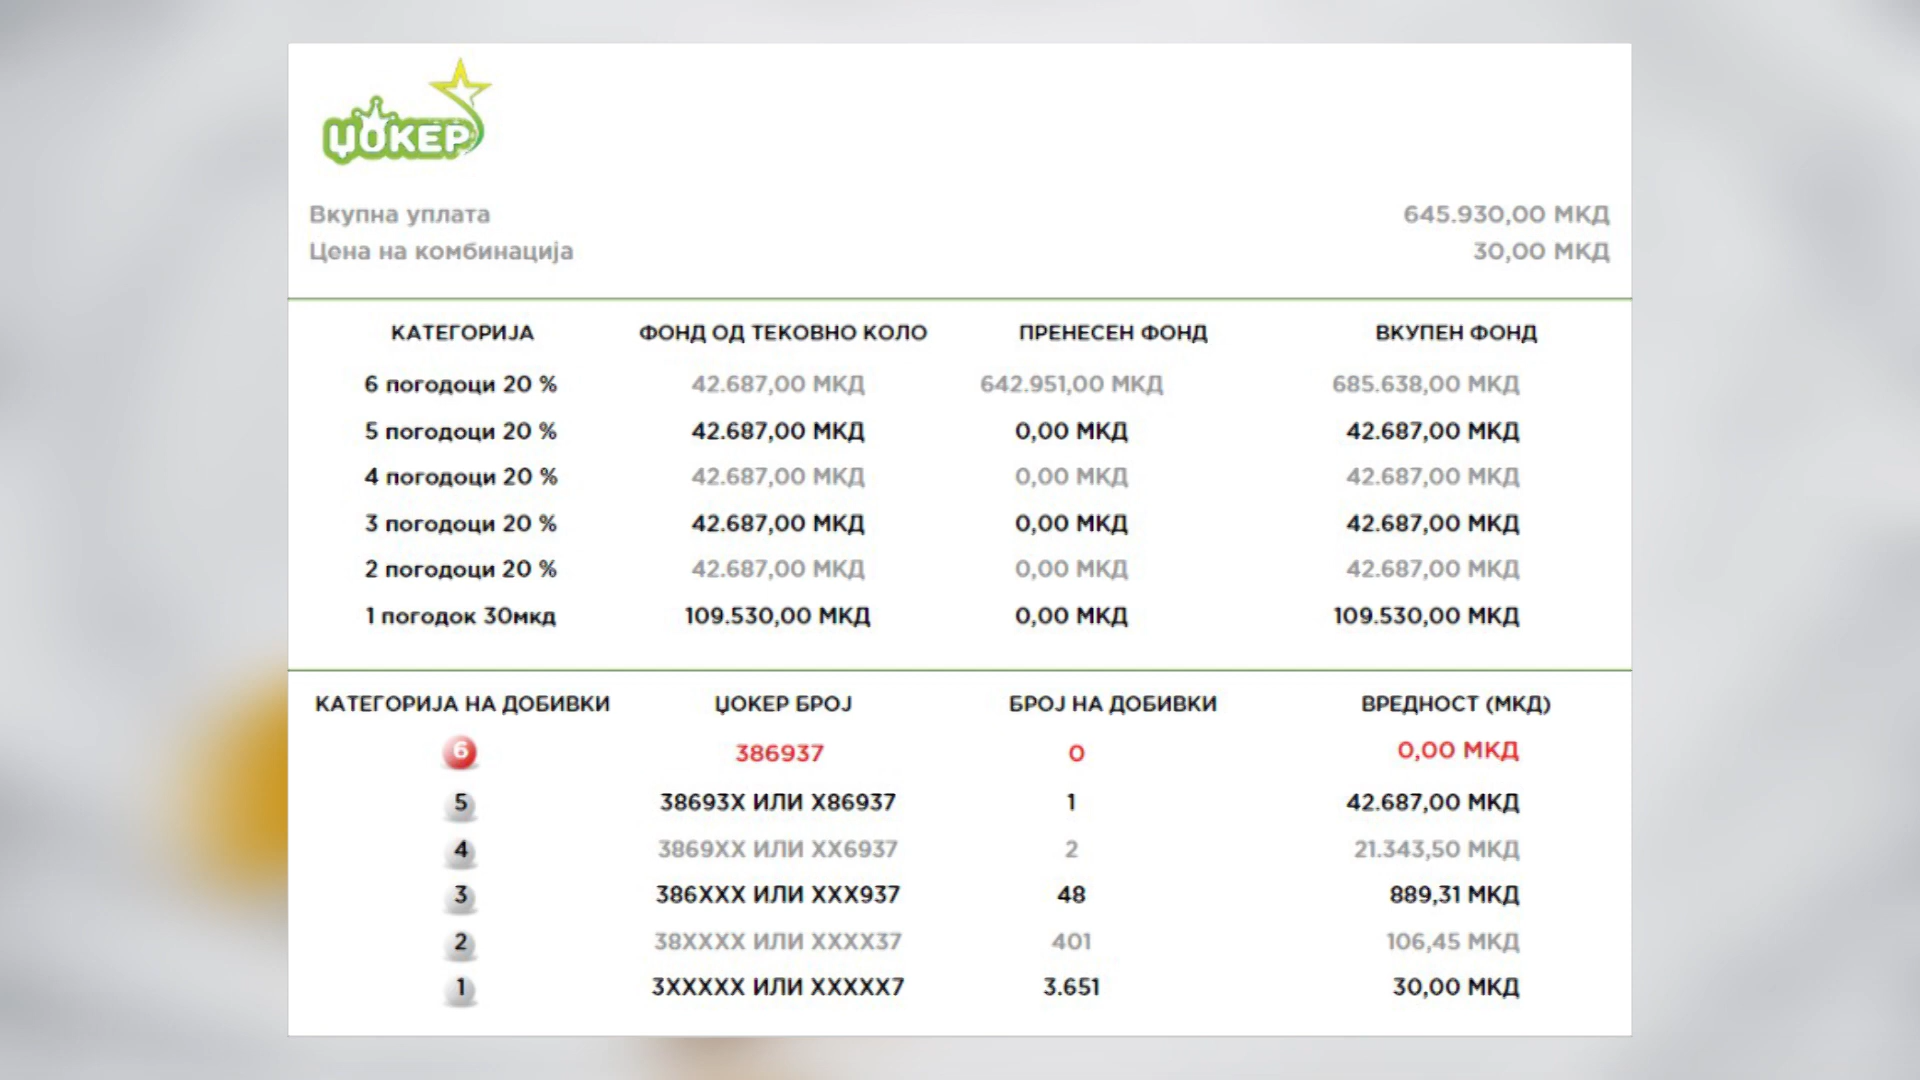 ЏОКЕР
Вкупна уплата 645.930,00 МКД
Цена на комбинација 30,00 МКД
КАТЕГОРИЈА ФОНД ОД ТЕКОВНО КОЛО ПРЕНЕСЕН ФОНД ВКУПЕН ФОНД
6 погодоци 20 % 42.687,00 МКД 642.951,00 МКД 685.638,00 МКД
5 погодоци 20 % 42.687,00 МКД 0,00 МКД 42.687,00 МКД
4 погодоци 20 % 42.687,00 МКД 0,00 МКД 42.687,00 МКД
3 погодоци 20 % 42.687,00 МКД 0,00 МКД 42.687,00 МКД
2 погодоци 20 % 42.687,00 МКД 0,00 МКД 42.687,00 МКД
1 погодок 30мкд 109.530,00 МКД 0,00 МКД 109.530,00 МКД
КАТЕГОРИЈА НА ДОБИВКИ ЏОКЕР БРОЈ БРОЈ НА ДОБИВКИ ВРЕДНОСТ (МКД)
6 386937 0 0,00 МКД
5 38693X ИЛИ X86937 1 42.687,00 МКД
4 3869XX ИЛИ XX6937 2 21.343,50 МКД
3 386XXX ИЛИ XXX937 48 889,31 МКД
2 38XXXX ИЛИ XXXX37 401 106,45 МКД
1 3XXXXX ИЛИ XXXXX7 3.651 30,00 МКД